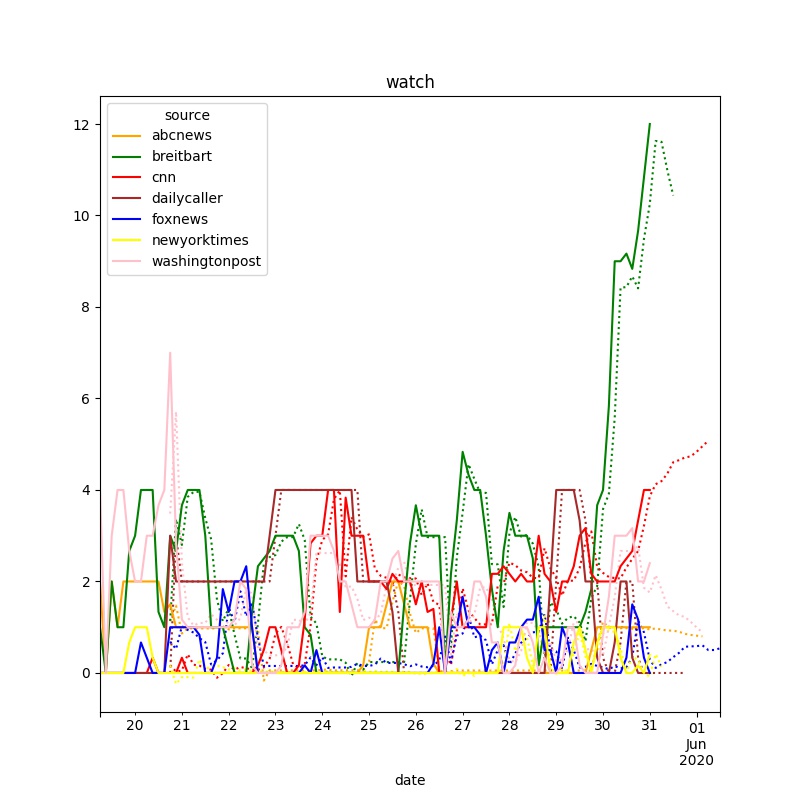 watch
source
abcnews
breitbart
cnn
dailycaller
foxnews
newyorktimes
washingtonpost
12
10
8
6
4
2
0
20 21 22 23 24 25 26 27 28 29 30 31 01
Jun
2020
date